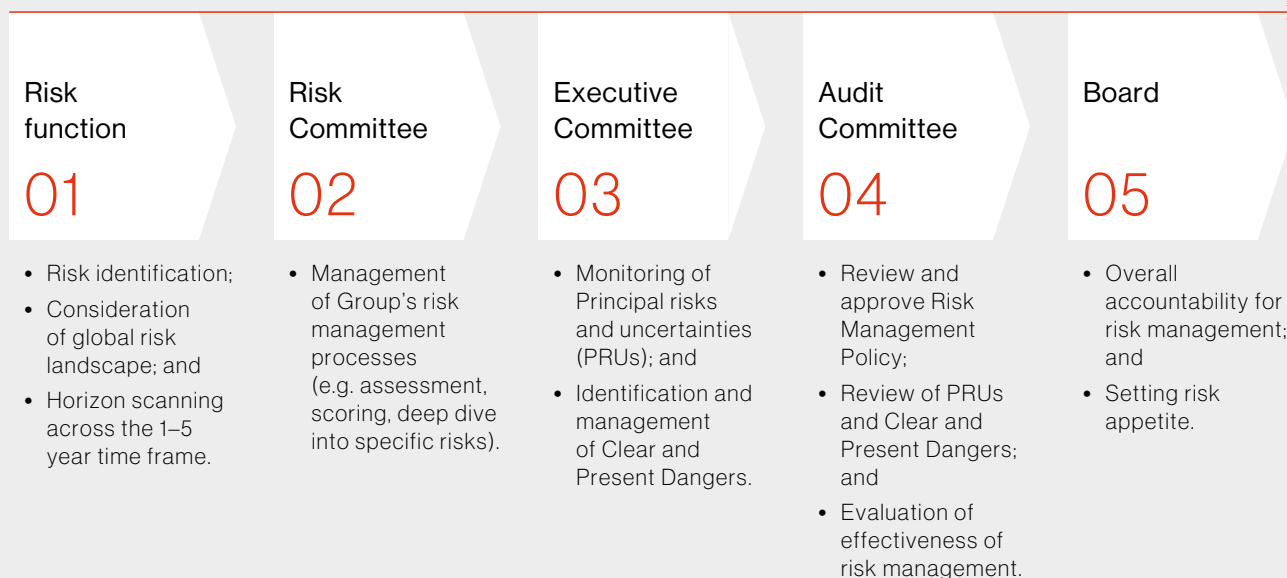 Risk
function
01
• Risk identification;
• Consideration
of global risk
landscape; and
• Horizon scanning
across the 1–5
year time frame.
Risk
Committee
02
• Management
of Group’s risk
management
processes
(e.g. assessment,
scoring, deep dive
into specific risks).
Executive
Committee
03
• Monitoring of
Principal risks
and uncertainties
(PRUs); and
• Identification and
management
of Clear and
Present Dangers.
Audit
Committee
04
• Review and
approve Risk
Management
Policy;
• Review of PRUs
and Clear and
Present Dangers;
and
• Evaluation of
effectiveness of
risk management.
Board
05
• Overall
accountability for
risk management;
and
• Setting risk
appetite.